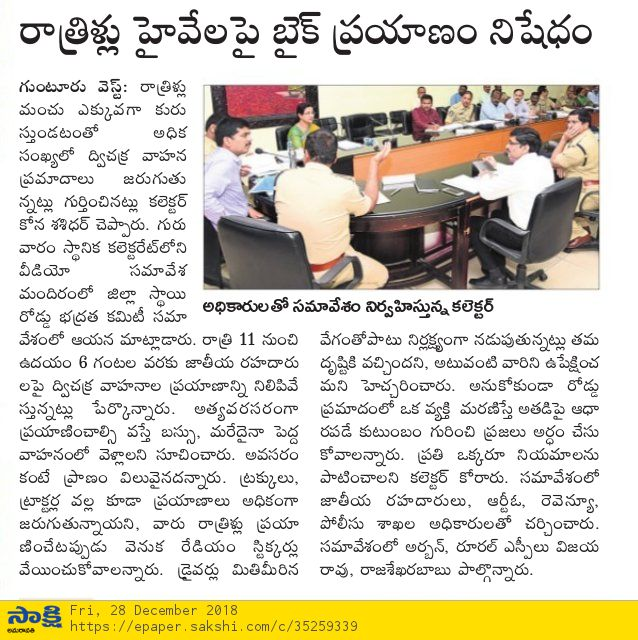 రాత్రిళ్లు హైవేలపై బైక్ ప్రయాణం నిషేధం
గుంటూరు వెస్ట్: రాత్రిళ్లు
మంచు ఎక్కువగా కురు
స్తుండటంతో అధిక
సంఖ్యలో ద్విచక్ర వాహన
ప్రమాదాలు జరుగుతు
న్నట్లు గుర్తించినట్లు కలెక్టర్
కోన శశిధర్ చెప్పారు. గురు
వారం స్థానిక కలెక్టరేట్‌లోని
వీడియో సమావేశ
మందిరంలో జిల్లా స్థాయి
రోడ్డు భద్రత కమిటీ సమా
వేశంలో ఆయన మాట్లాడారు. రాత్రి 11 నుంచి
ఉదయం 6 గంటల వరకు జాతీయ రహదారు
లపై ద్విచక్ర వాహనాల ప్రయాణాన్ని నిలిపివే
స్తున్నట్లు పేర్కొన్నారు. అత్యవరసరంగా
ప్రయాణించాల్సి వస్తే బస్సు, మరేదైనా పెద్ద
వాహనంలో వెళ్లాలని సూచించారు. అవసరం
కంటే ప్రాణం విలువైనదన్నారు. ట్రక్కులు,
ట్రాక్టర్ల వల్ల కూడా ప్రయాణాలు అధికంగా
జరుగుతున్నాయని, వారు రాత్రిళ్లు ప్రయా
ణించేటప్పుడు వెనుక రేడియం స్టిక్కర్లు
వేయించుకోవాలన్నారు. డ్రైవర్లు మితిమీరిన
అధికారులతో సమావేశం నిర్వహిస్తున్న కలెక్టర్
వేగంతోపాటు నిర్లక్ష్యంగా నడుపుతున్నట్లు తమ
దృష్టికి వచ్చిందని, అటువంటి వారిని ఉపేక్షించ
మని హెచ్చరించారు. అనుకోకుండా రోడ్డు
ప్రమాదంలో ఒక వ్యక్తి మరణిస్తే అతడిపై ఆధా
రపడే కుటుంబం గురించి ప్రజలు అర్ధం చేసు
కోవాలన్నారు. ప్రతి ఒక్కరూ నియమాలను
పాటించాలని కలెక్టర్ కోరారు. సమావేశంలో
జాతీయ రహదారులు, ఆర్టీఓ, రెవెన్యూ,
పోలీసు శాఖల అధికారులతో చర్చించారు.
సమావేశంలో అర్బన్, రూరల్ ఎస్పీలు విజయ
రావు, రాజశేఖరబాబు పాల్గొన్నారు.
సాక్షి
అమరావతి
Fri, 28 December 2018
https://epaper.sakshi.com/c/35259339